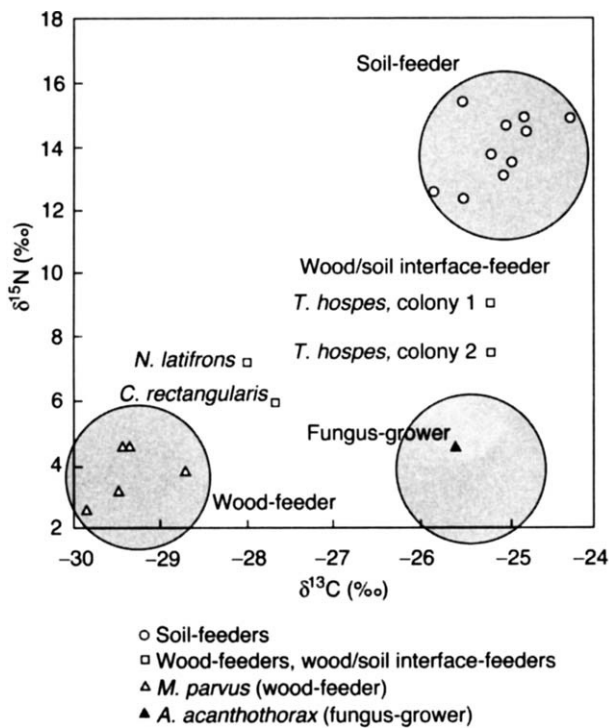 18
16
14
12
10
8
6
4
2
δ15N (‰)
Soil-feeder
Wood/soil interface-feeder
T. hospes, colony 1
T. hospes, colony 2
N. latifrons
C. rectangularis
Fungus-grower
Wood-feeder
–30 –29 –28 –27 –26 –25 –24
δ13C (‰)
Soil-feeders
Wood-feeders, wood/soil interface-feeders
M. parvus (wood-feeder)
A. acanthothorax (fungus-grower)